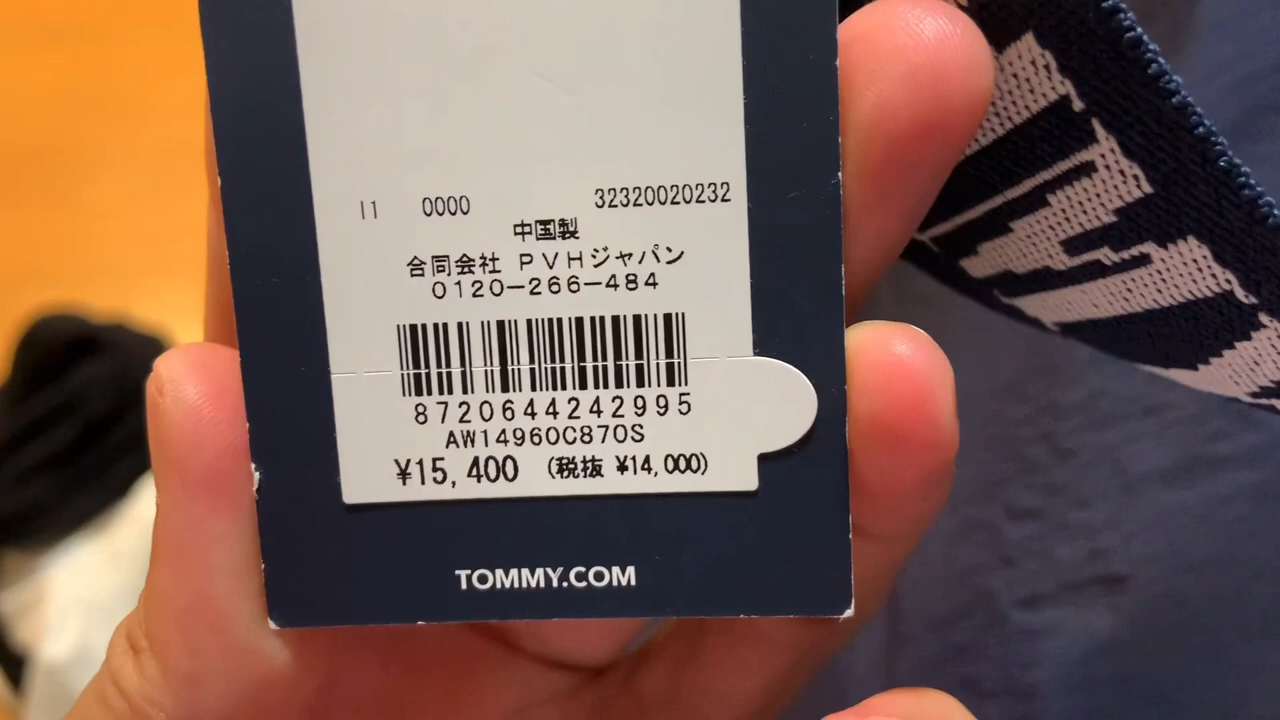 I1 0000 32320020232
中国製
合同会社 PVHジャパン
0120-266-484
8720644242995
AW14960C870S
¥15,400 (税抜 ¥14,000)
TOMMY.COM